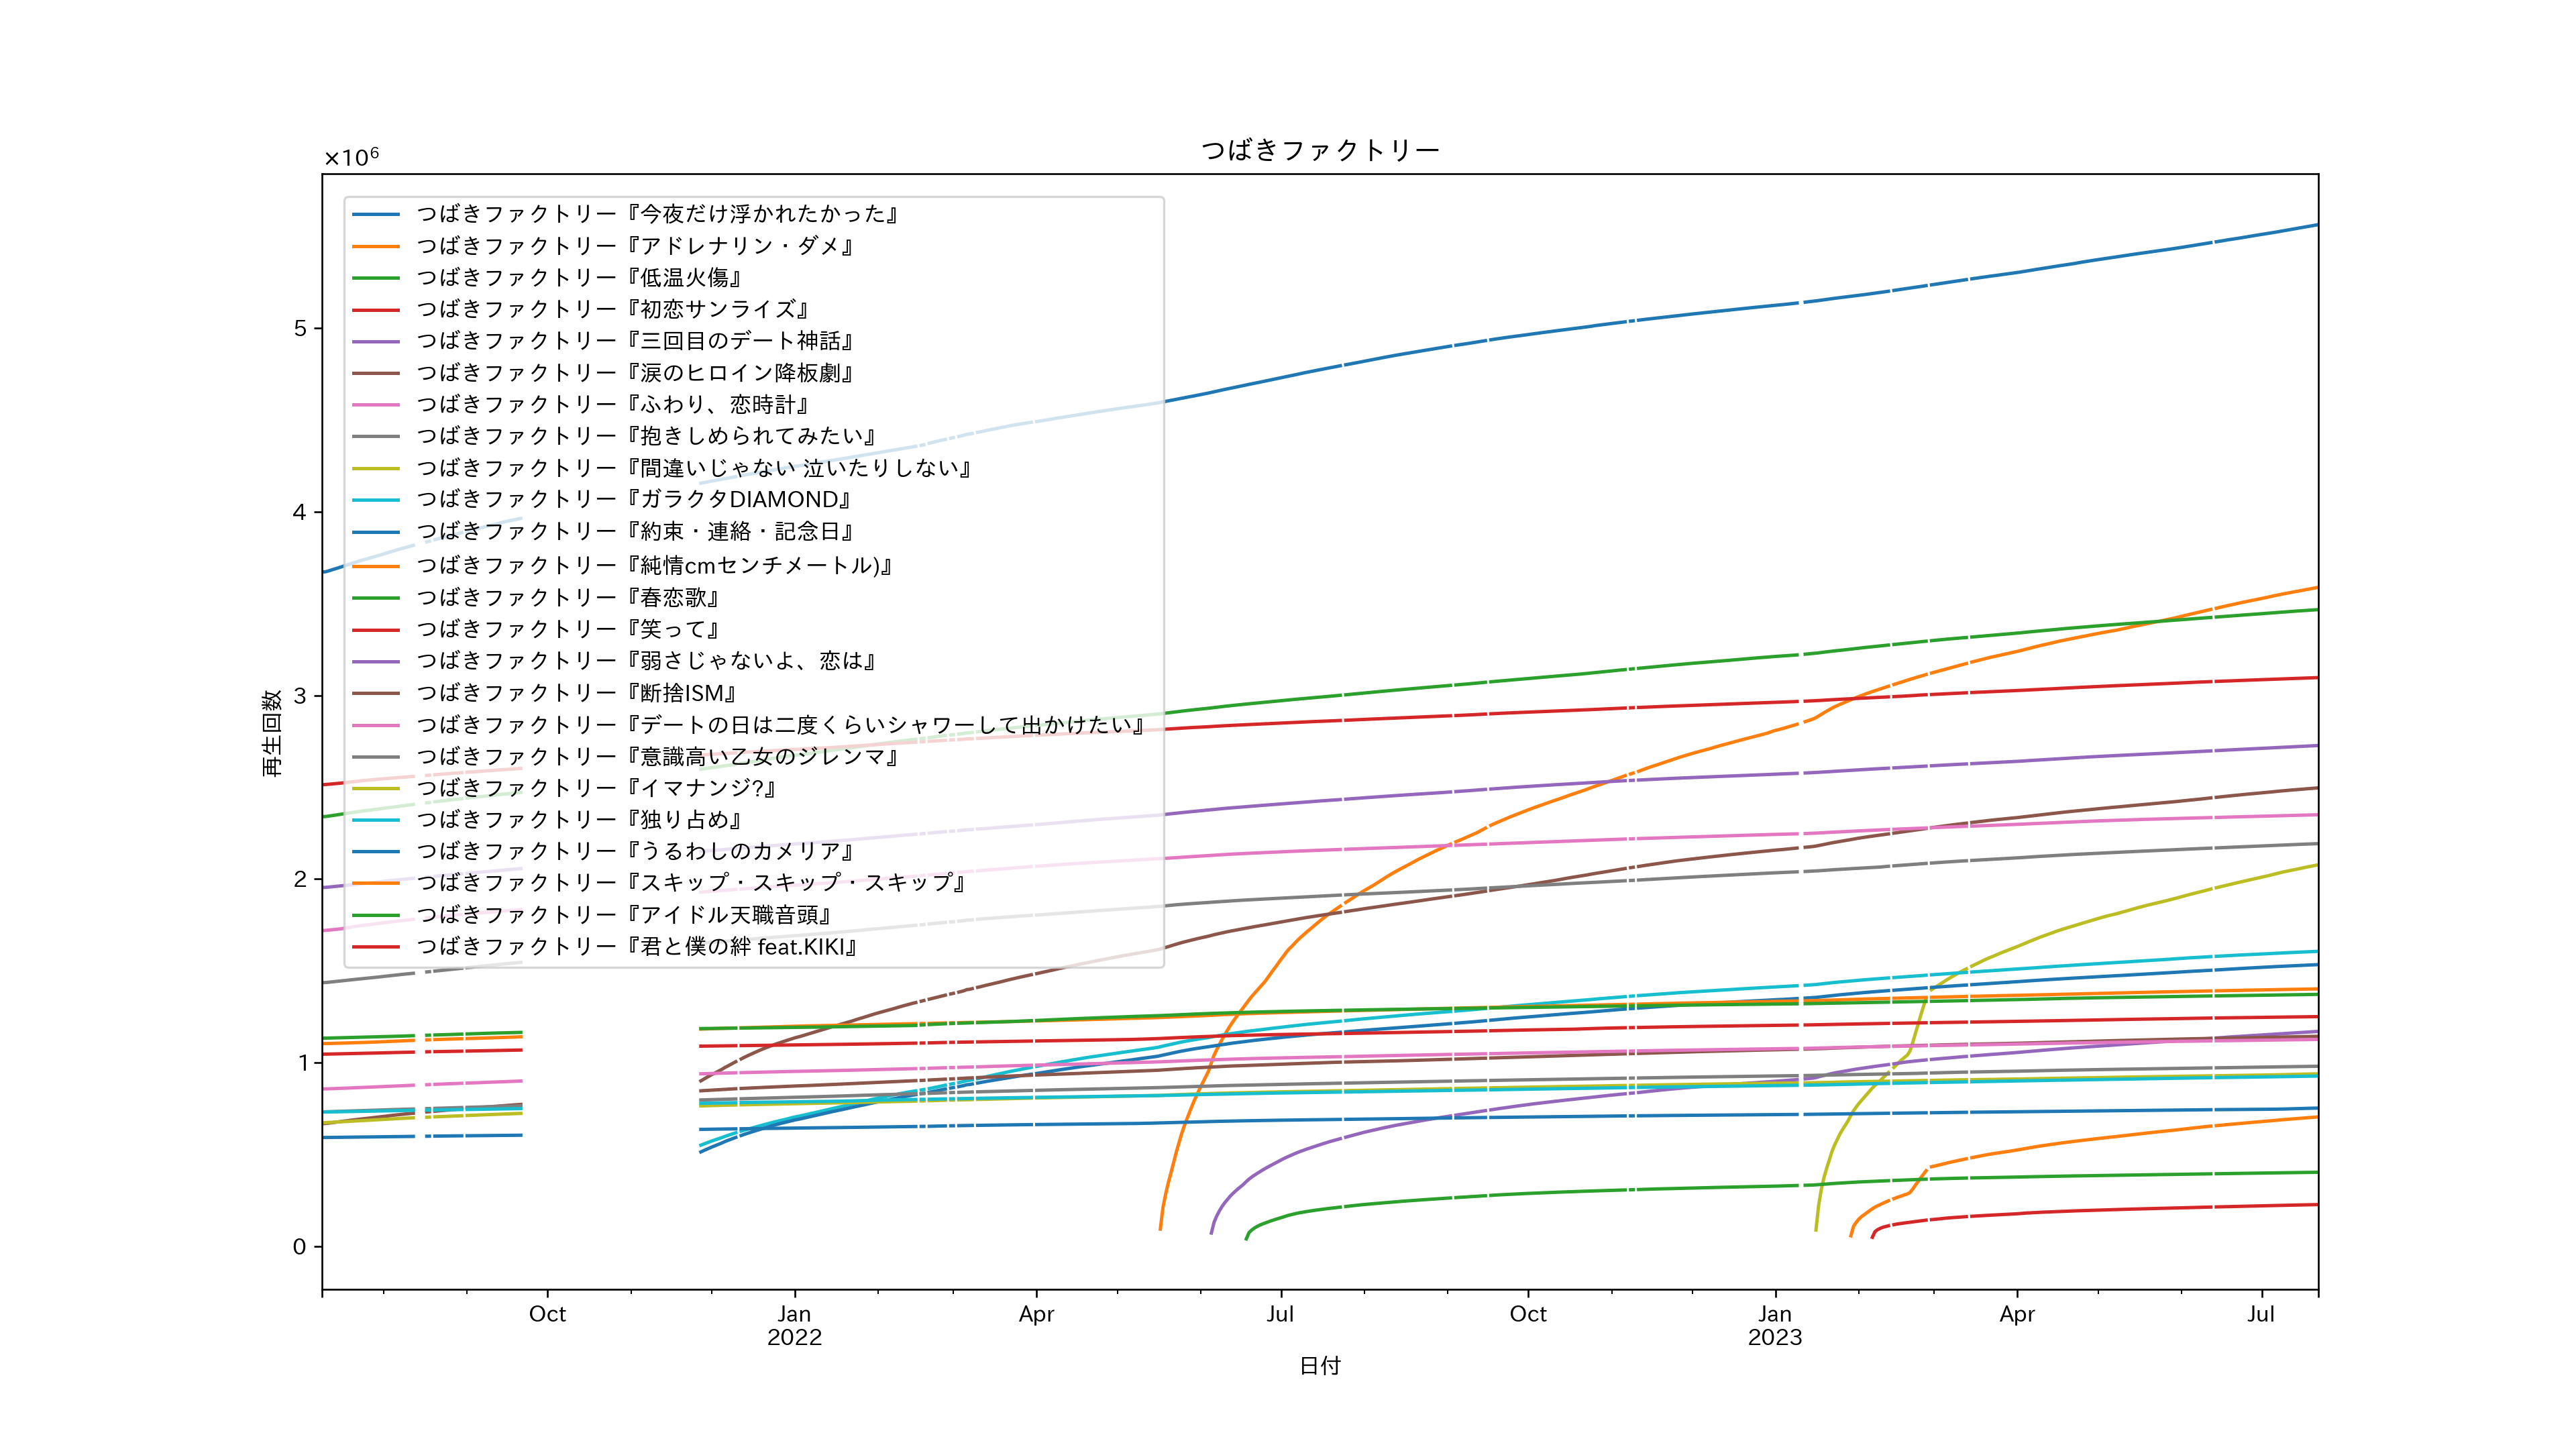 つばきファクトリー
×10⁶
つばきファクトリー『今夜だけ浮かれたかった』
つばきファクトリー『アドレナリン・ダメ』
つばきファクトリー『低温火傷』
つばきファクトリー『初恋サンライズ』
つばきファクトリー『三回目のデート神話』
つばきファクトリー『涙のヒロイン降板劇』
つばきファクトリー『ふわり、恋時計』
つばきファクトリー『抱きしめられてみたい』
つばきファクトリー『間違いじゃない 泣いたりしない』
つばきファクトリー『ガラクタDIAMOND』
つばきファクトリー『約束・連絡・記念日』
つばきファクトリー『純情cmセンチメートル)』
つばきファクトリー『春恋歌』
つばきファクトリー『笑って』
つばきファクトリー『弱さじゃないよ、恋は』
つばきファクトリー『断捨ISM』
つばきファクトリー『デートの日は二度くらいシャワーして出かけたい』
つばきファクトリー『意識高い乙女のジレンマ』
つばきファクトリー『イマナンジ?』
つばきファクトリー『独り占め』
つばきファクトリー『うるわしのカメリア』
つばきファクトリー『スキップ・スキップ・スキップ』
つばきファクトリー『アイドル天職音頭』
つばきファクトリー『君と僕の絆 feat.KIKI』
再生回数
5
4
3
2
1
0
Oct Jan Apr Jul Oct Jan Apr Jul
2022 2023
日付